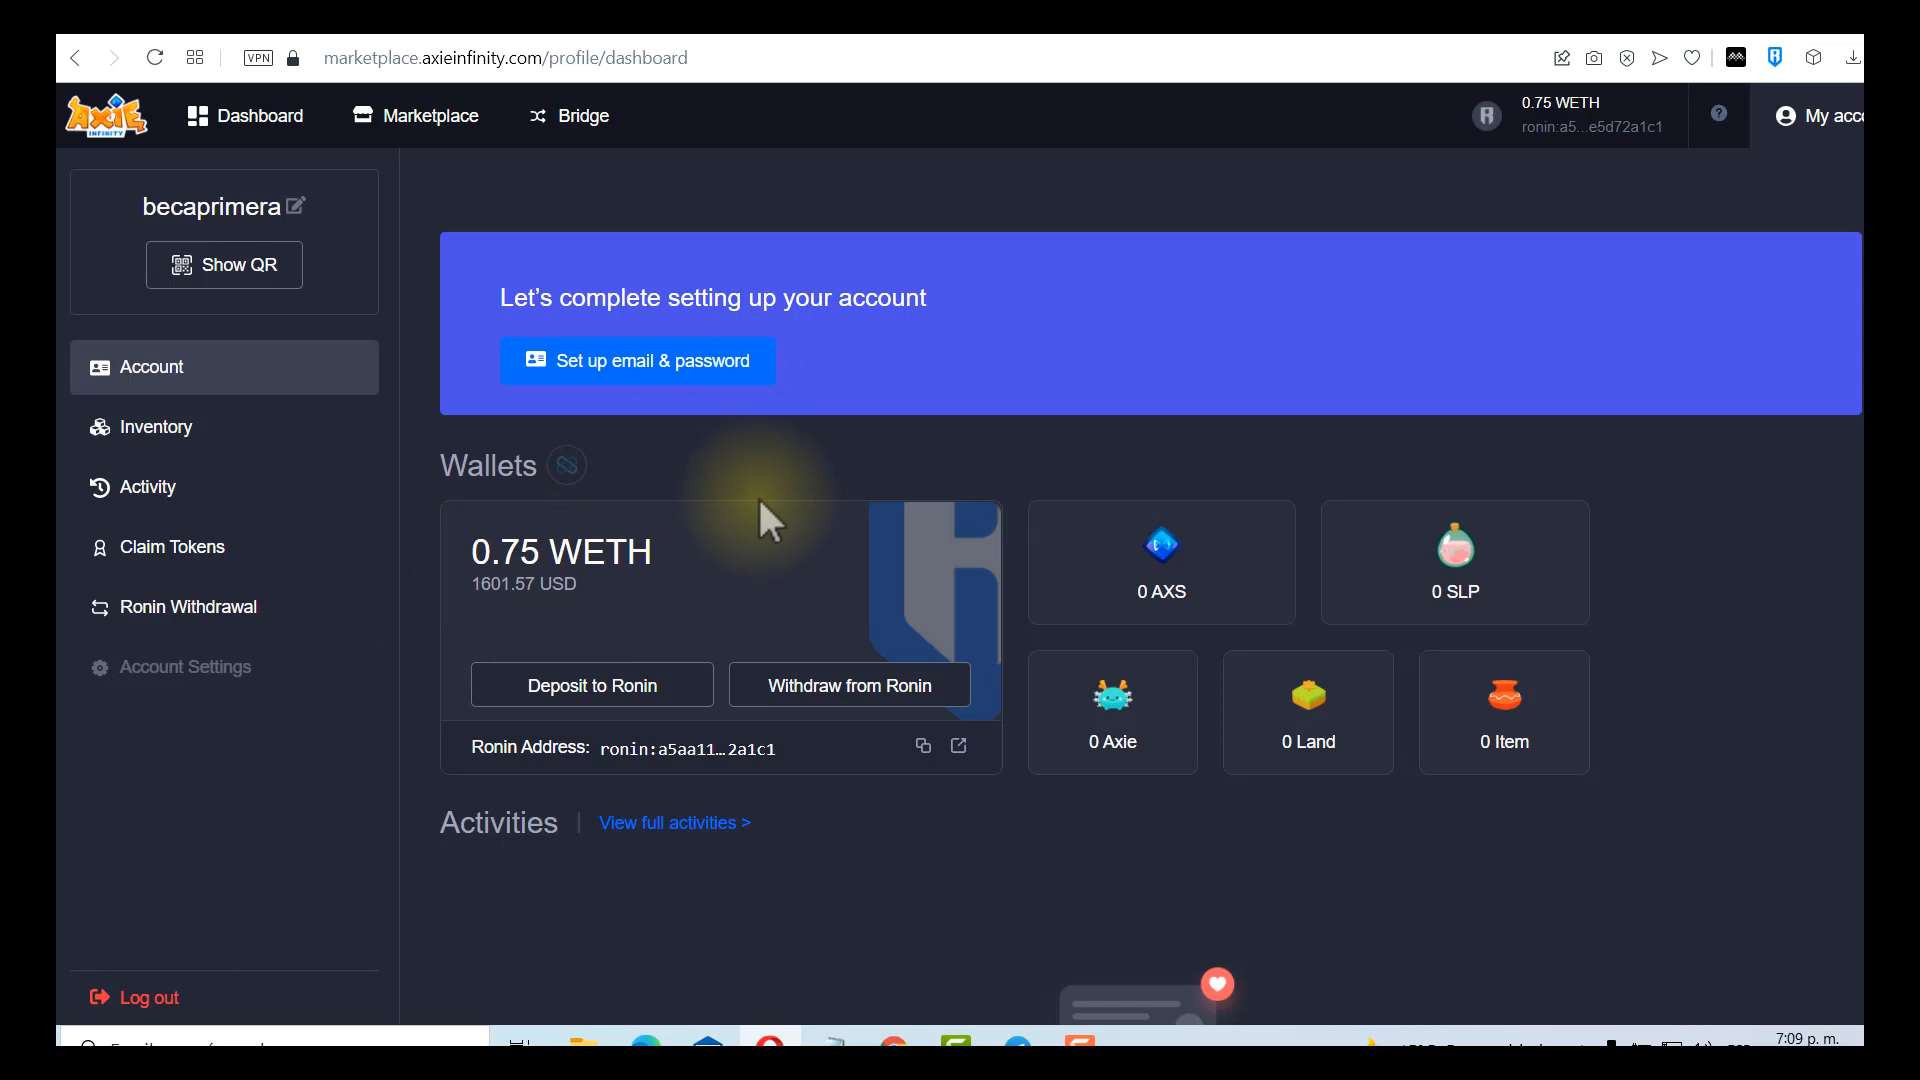 VPN
marketplace.axieinfinity.com/profile/dashboard
AXIE
INFINITY
Dashboard
Marketplace
Bridge
0.75 WETH
ronin:a5...e5d72a1c1
?
My acco
becaprimera
Show QR
Account
Inventory
Activity
Claim Tokens
Ronin Withdrawal
Account Settings
Log out
Let's complete setting up your account
Set up email & password
Wallets
0.75 WETH
1601.57 USD
Deposit to Ronin
Withdraw from Ronin
Ronin Address: ronin:a5aa11…2a1c1
0 AXS
0 SLP
0 Axie
0 Land
0 Item
Activities
View full activities >
7:09 p. m.